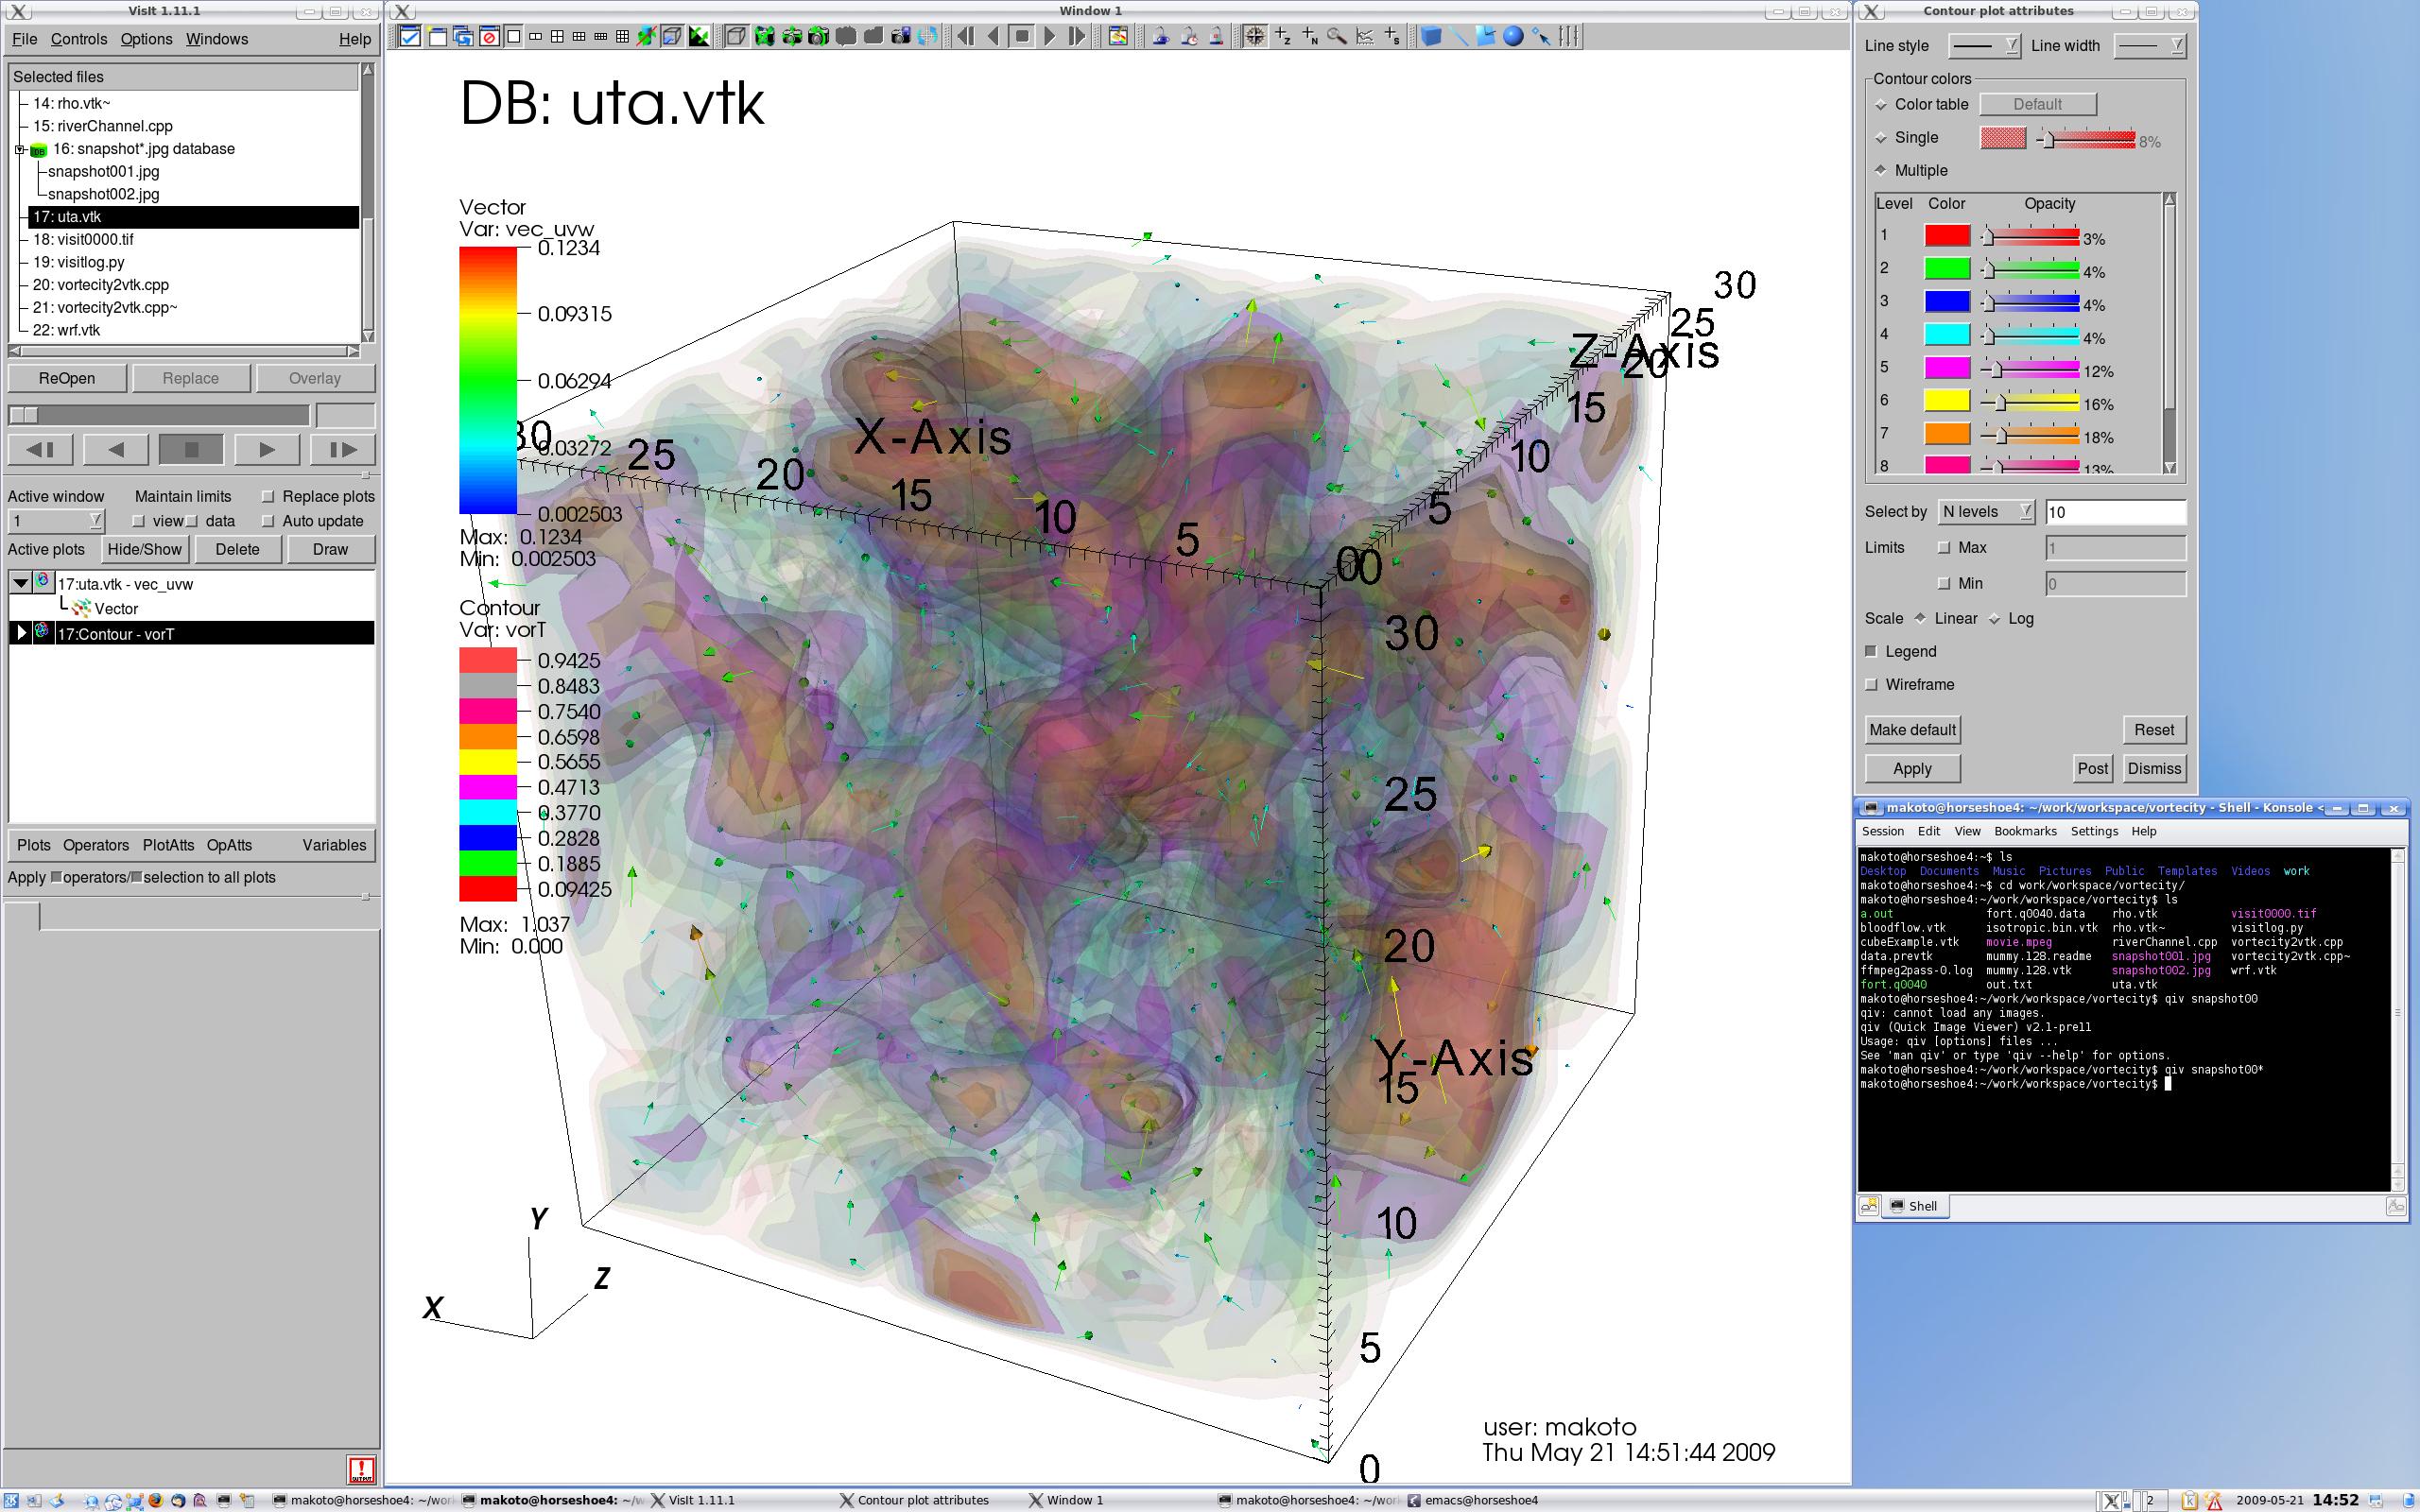 VisIt 1.11.1
File Controls Options Windows Help
Selected files
14: rho.vtk~
15: riverChannel.cpp
16: snapshot*.jpg database
snapshot001.jpg
snapshot002.jpg
17: uta.vtk
18: visit0000.tif
19: visitlog.py
20: vortecity2vtk.cpp
21: vortecity2vtk.cpp~
22: wrf.vtk
ReOpen Replace Overlay
Active window Maintain limits Replace plots
1 view data Auto update
Active plots Hide/Show Delete Draw
17:uta.vtk - vec_uvw
Vector
17:Contour - vorT
Plots Operators PlotAtts OpAtts Variables
Apply operators/ selection to all plots
Window 1
DB: uta.vtk
Vector
Var: vec_uvw
0.1234
0.09315
0.06294
0.03272
0.002503
Max: 0.1234
Min: 0.002503
Contour
Var: vorT
0.9425
0.8483
0.7540
0.6598
0.5655
0.4713
0.3770
0.2828
0.1885
0.09425
Max: 1.037
Min: 0.000
X-Axis
30
25
20
15
10
5
0
Z-Axis
30
25
20
15
10
5
0
Y-Axis
30
25
20
15
10
5
0
Y
Z
X
user: makoto
Thu May 21 14:51:44 2009
Contour plot attributes
Line style Line width
Contour colors
Color table Default
Single 8%
Multiple
Level Color Opacity
1 3%
2 4%
3 4%
4 4%
5 12%
6 16%
7 18%
8 13%
Select by N levels 10
Limits Max 1
Min 0
Scale Linear Log
Legend
Wireframe
Make default Reset
Apply Post Dismiss
makoto@horseshoe4: ~/work/workspace/vortecity - Shell - Konsole <
Session Edit View Bookmarks Settings Help
makoto@horseshoe4:~$ ls
Desktop Documents Music Pictures Public Templates Videos work
makoto@horseshoe4:~$ cd work/workspace/vortecity/
makoto@horseshoe4:~/work/workspace/vortecity$ ls
a.out fort.q0040.data rho.vtk visit0000.tif
bloodflow.vtk isotropic.bin.vtk rho.vtk~ visitlog.py
cubeExample.vtk movie.mpeg riverChannel.cpp vortecity2vtk.cpp
data.prevtk mummy.128.readme snapshot001.jpg vortecity2vtk.cpp~
ffmpeg2pass-0.log mummy.128.vtk snapshot002.jpg wrf.vtk
fort.q0040 out.txt uta.vtk
makoto@horseshoe4:~/work/workspace/vortecity$ qiv snapshot00
qiv: cannot load any images.
qiv (Quick Image Viewer) v2.1-pre11
Usage: qiv [options] files ...
See 'man qiv' or type 'qiv --help' for options.
makoto@horseshoe4:~/work/workspace/vortecity$ qiv snapshot00*
makoto@horseshoe4:~/work/workspace/vortecity$
Shell
makoto@horseshoe4: ~/wor makoto@horseshoe4: ~/w VisIt 1.11.1 Contour plot attributes Window 1 makoto@horseshoe4: ~/wor emacs@horseshoe4 2 2009-05-21 14:52